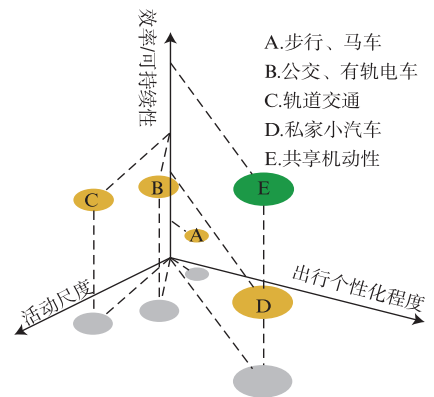 效率/可持续性
A.步行、马车
B.公交、有轨电车
C.轨道交通
D.私家小汽车
E.共享机动性
C
B
E
A
D
活动尺度
出行个性化程度